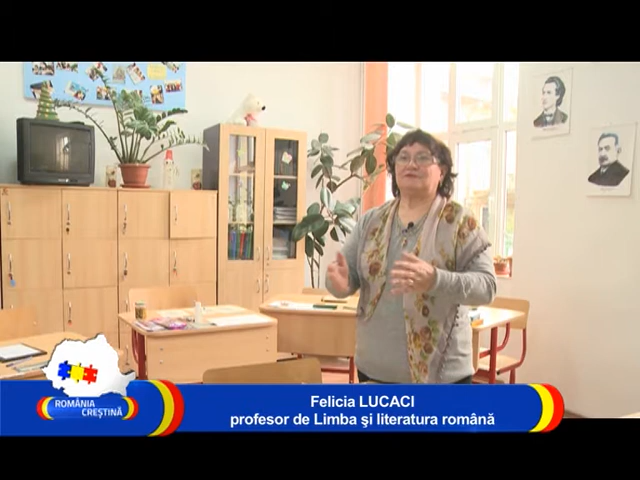 ROMÂNIA
CREŞTINĂ
Felicia LUCACI
profesor de Limba şi literatura română